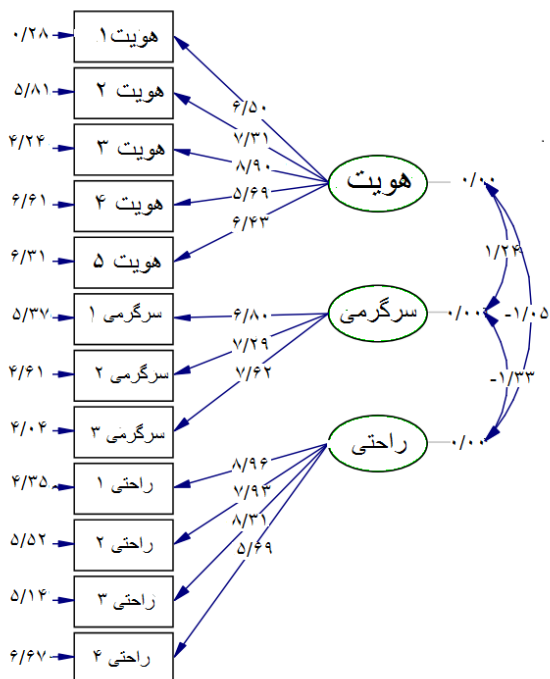 ۰/۲۸ هویت۱
۵/۸۱ هویت ۲
۴/۲۴ هویت ۳
۶/۶۱ هویت ۴
۶/۳۱ هویت ۵
۵/۳۷ سرگرمی ۱
۴/۶۱ سرگرمی ۲
۴/۰۴ سرگرمی ۳
۴/۳۵ راحتی ۱
۵/۵۲ راحتی ۲
۵/۱۴ راحتی ۳
۶/۶۷ راحتی ۴
۶/۵۰
۷/۳۱
۸/۹۰
۵/۶۹
۶/۴۳
۶/۸۰
۷/۲۹
۷/۶۲
۸/۹۶
۷/۹۳
۸/۳۱
۵/۶۹
هویت ۰/۰۰
سرگرمی ۰/۰۰
راحتی ۰/۰۰
۱/۲۴
-۱/۰۵
-۱/۳۳